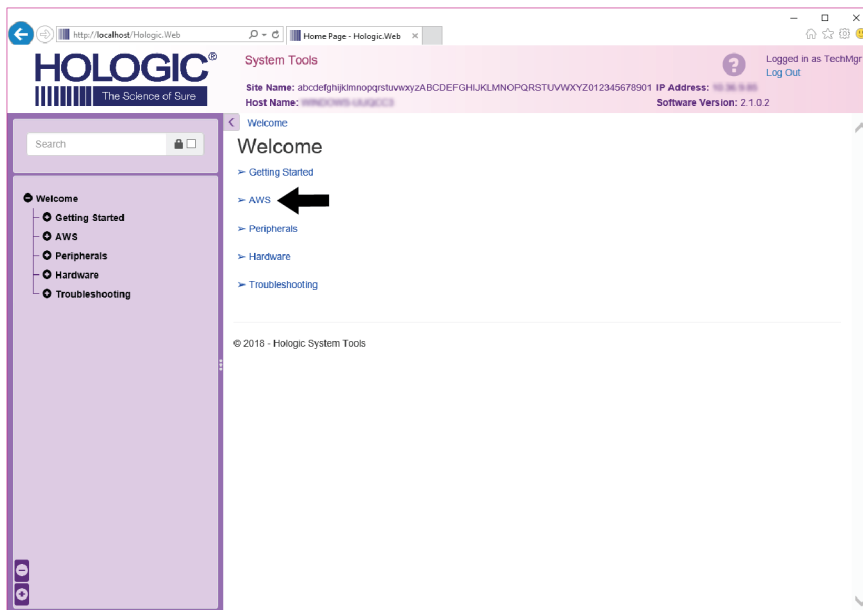 http://localhost/Hologic.Web
Home Page - Hologic.Web
HOLOGIC®
The Science of Sure
System Tools
Logged in as TechMgr
Log Out
Site Name: abcdefghijklmnopqrstuvwxyzABCDEFGHIJKLMNOPQRSTUVWXYZ012345678901 IP Address:
Host Name:
Software Version: 2.1.0.2
Search
Welcome
Getting Started
AWS
Peripherals
Hardware
Troubleshooting
Welcome
Welcome
➢ Getting Started
➢ AWS
➢ Peripherals
➢ Hardware
➢ Troubleshooting
© 2018 - Hologic System Tools